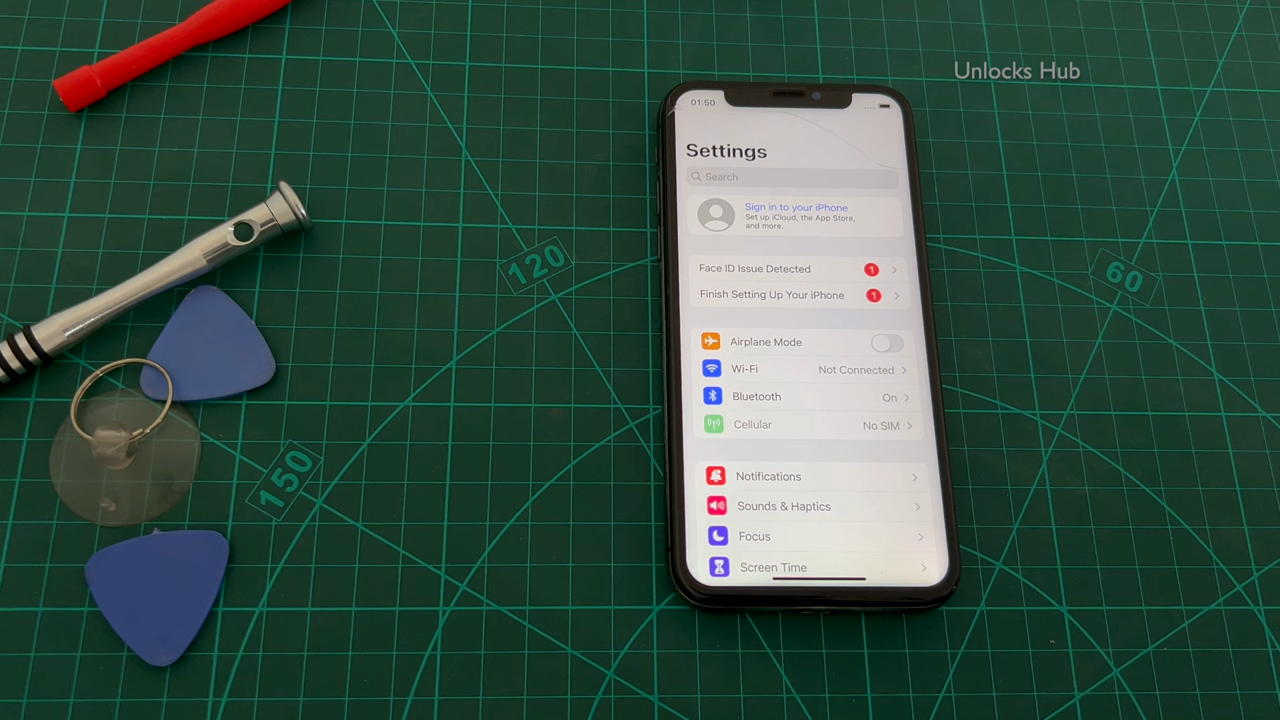 Unlocks Hub
01:50
Settings
Search
Sign in to your iPhone
Set up iCloud, the App Store,
and more.
Face ID Issue Detected 1
Finish Setting Up Your iPhone 1
Airplane Mode
Wi-Fi Not Connected
Bluetooth On
Cellular No SIM
Notifications
Sounds & Haptics
Focus
Screen Time
120
60
150